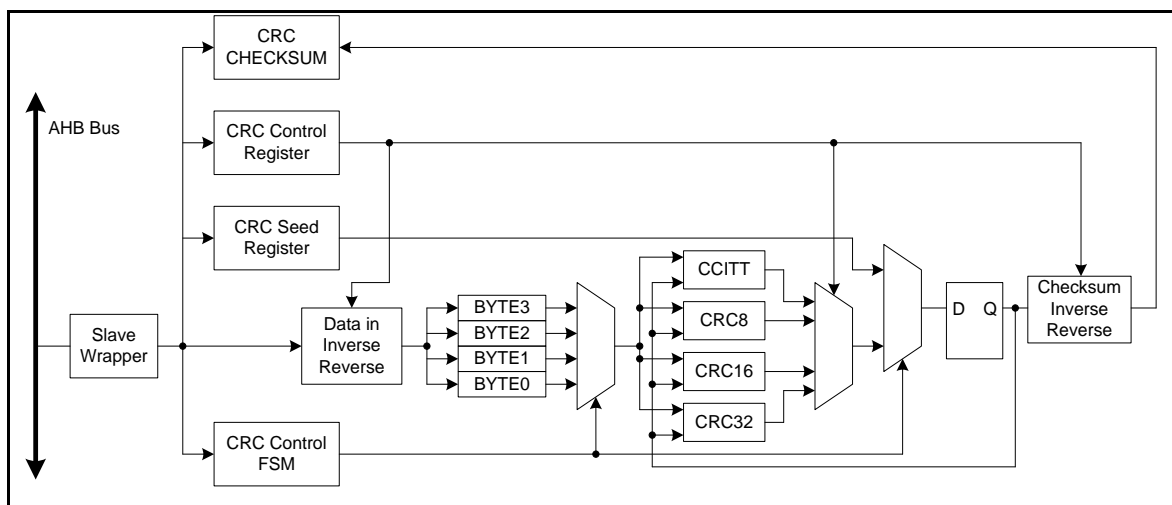 CRC
CHECKSUM
AHB Bus
CRC Control
Register
CRC Seed
Register
CCITT
BYTE3
BYTE2
BYTE1
BYTE0
CRC8
CRC16
CRC32
D Q
Checksum
Inverse
Reverse
Slave
Wrapper
Data in
Inverse
Reverse
CRC Control
FSM